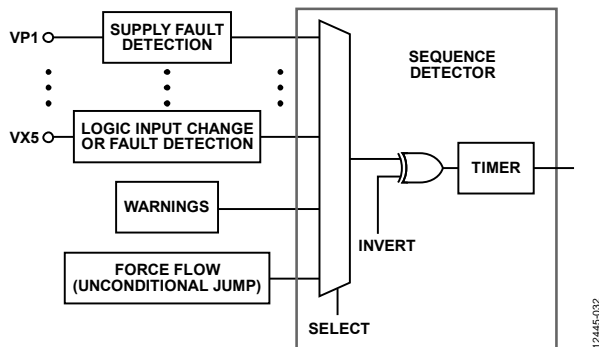 VP1
SUPPLY FAULT
DETECTION
SEQUENCE
DETECTOR
VX5
LOGIC INPUT CHANGE
OR FAULT DETECTION
TIMER
WARNINGS
INVERT
FORCE FLOW
(UNCONDITIONAL JUMP)
SELECT
12445-032